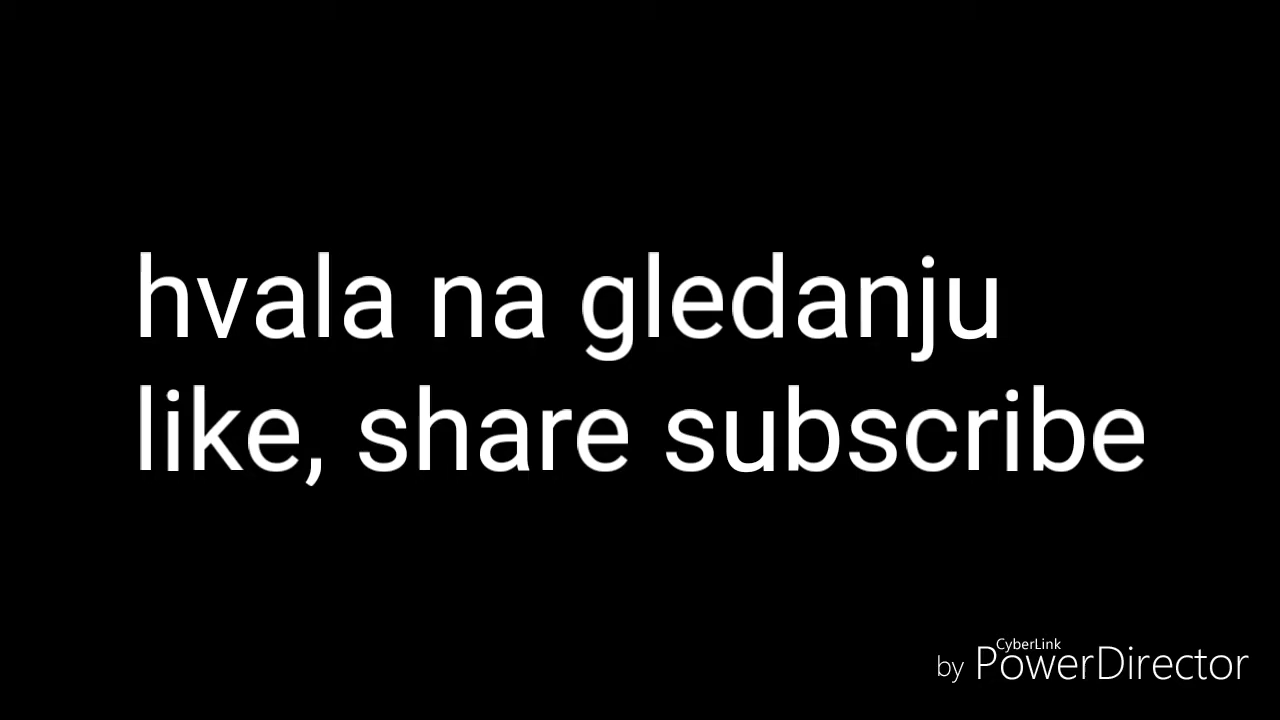 hvala na gledanju
like, share subscribe
CyberLink
by PowerDirector